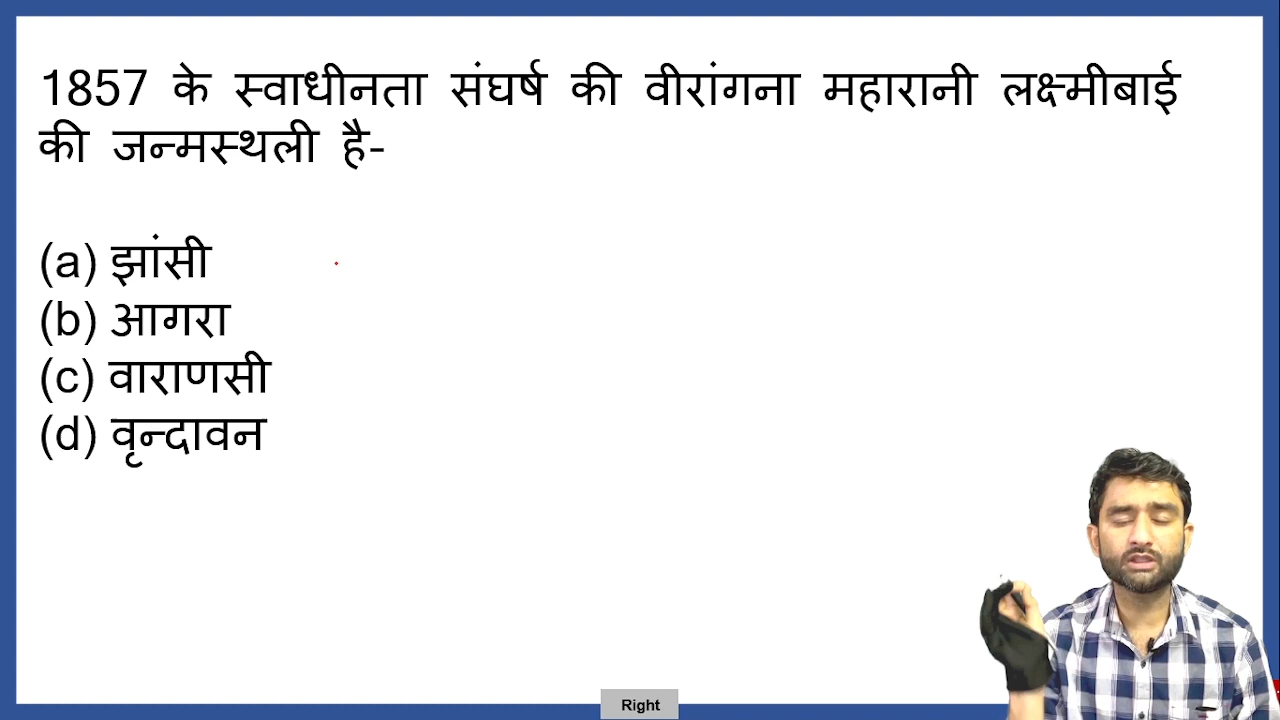 1857 के स्वाधीनता संघर्ष की वीरांगना महारानी लक्ष्मीबाई
की जन्मस्थली है-
(a) झांसी
(b) आगरा
(c) वाराणसी
(d) वृन्दावन
Right